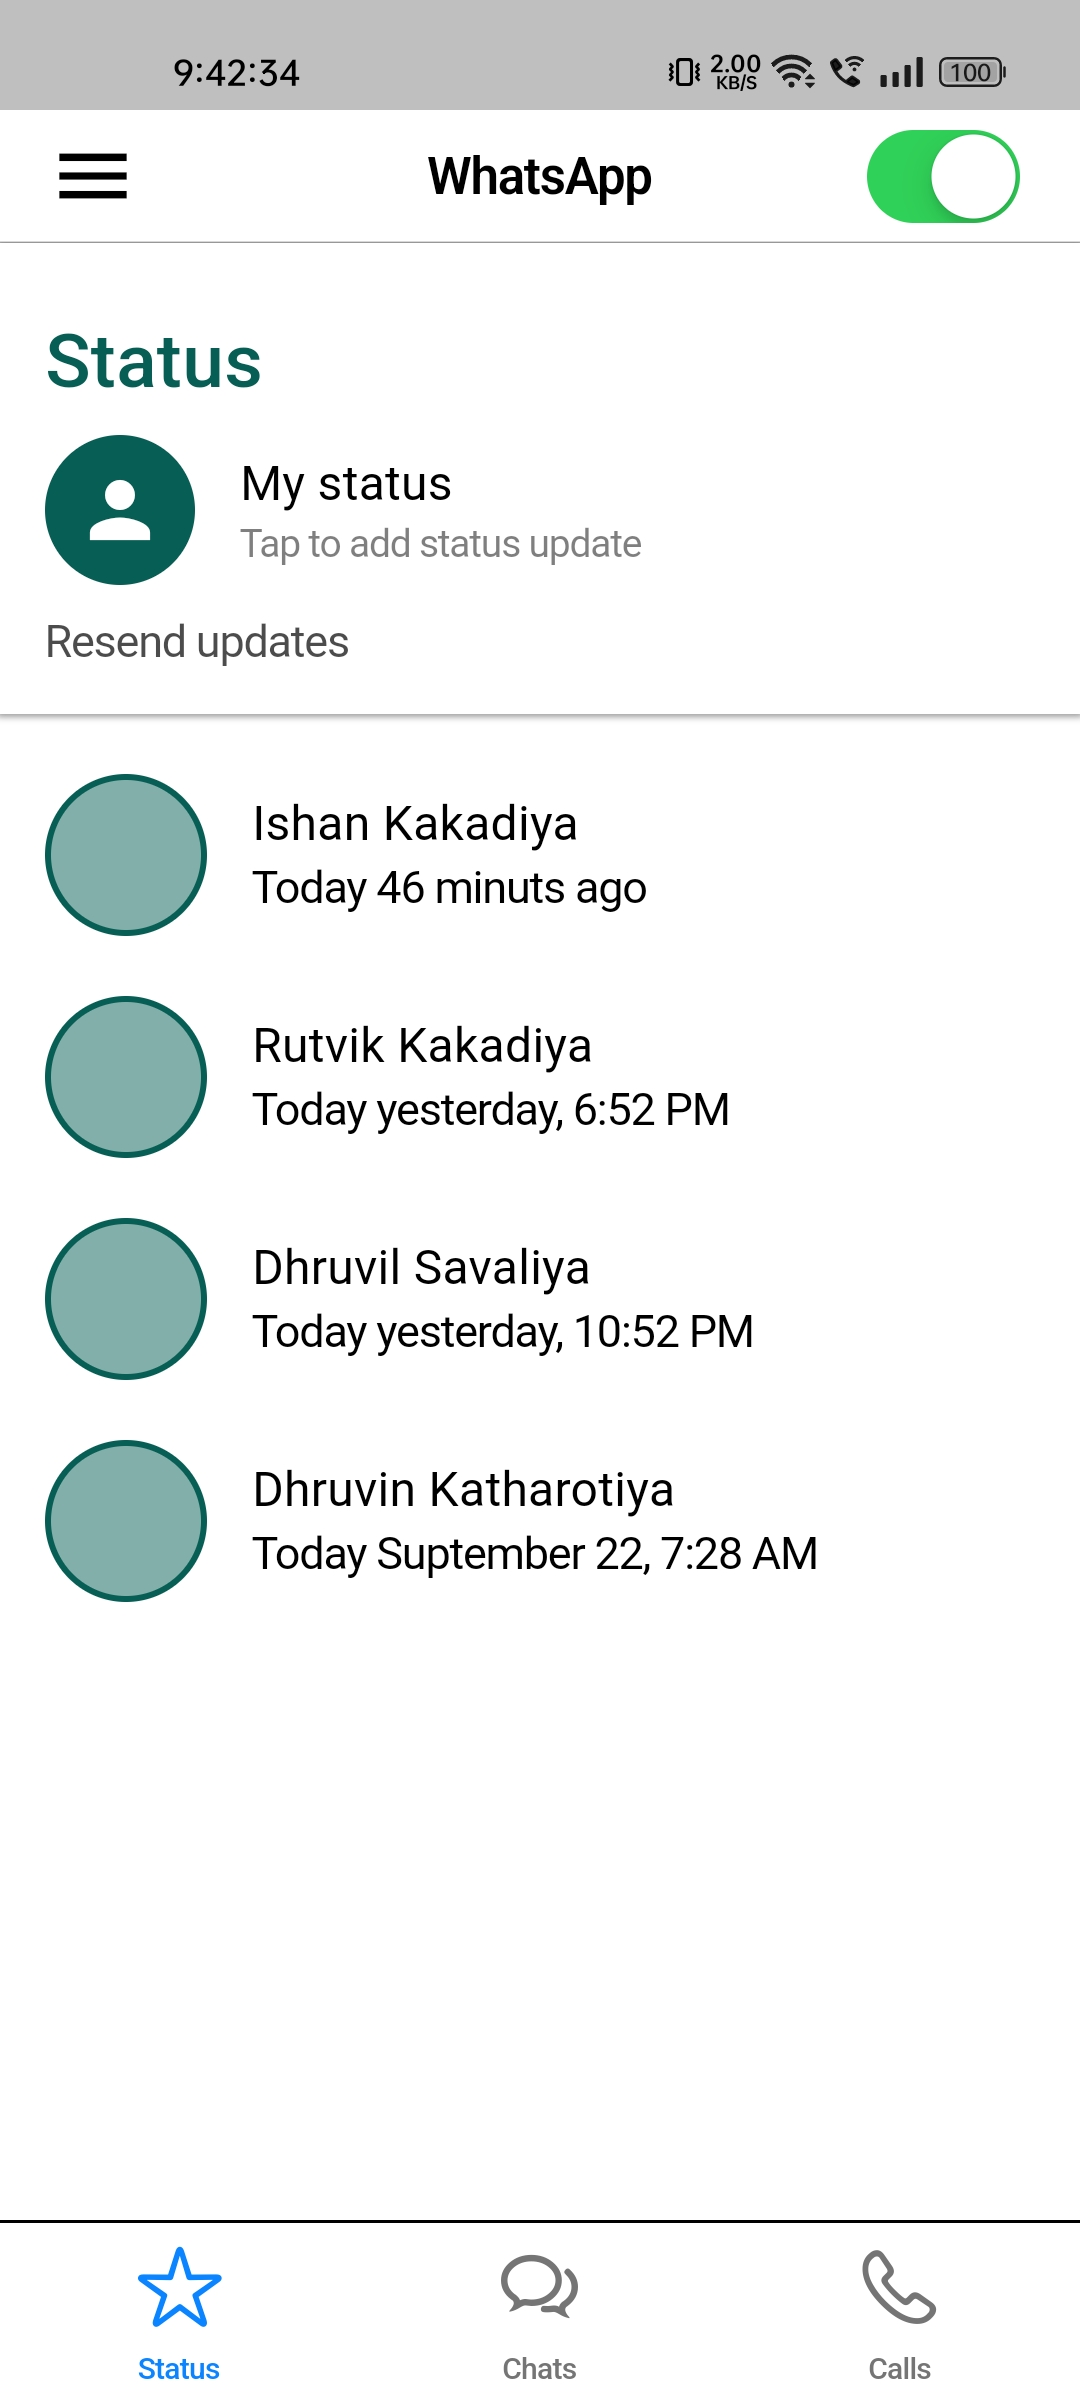 9:42:34
2.00
KB/S
100
WhatsApp
Status
My status
Tap to add status update
Resend updates
Ishan Kakadiya
Today 46 minuts ago
Rutvik Kakadiya
Today yesterday, 6:52 PM
Dhruvil Savaliya
Today yesterday, 10:52 PM
Dhruvin Katharotiya
Today Suptember 22, 7:28 AM
Status
Chats
Calls